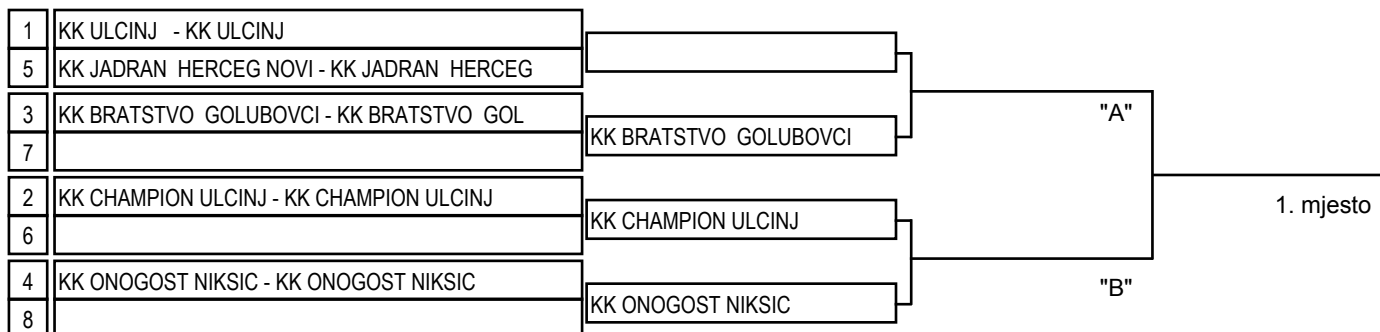 1 KK ULCINJ - KK ULCINJ
5 KK JADRAN HERCEG NOVI - KK JADRAN HERCEG
3 KK BRATSTVO GOLUBOVCI - KK BRATSTVO GOL
7
KK BRATSTVO GOLUBOVCI
"A"
2 KK CHAMPION ULCINJ - KK CHAMPION ULCINJ
6
KK CHAMPION ULCINJ
1. mjesto
4 KK ONOGOST NIKSIC - KK ONOGOST NIKSIC
8
KK ONOGOST NIKSIC
"B"